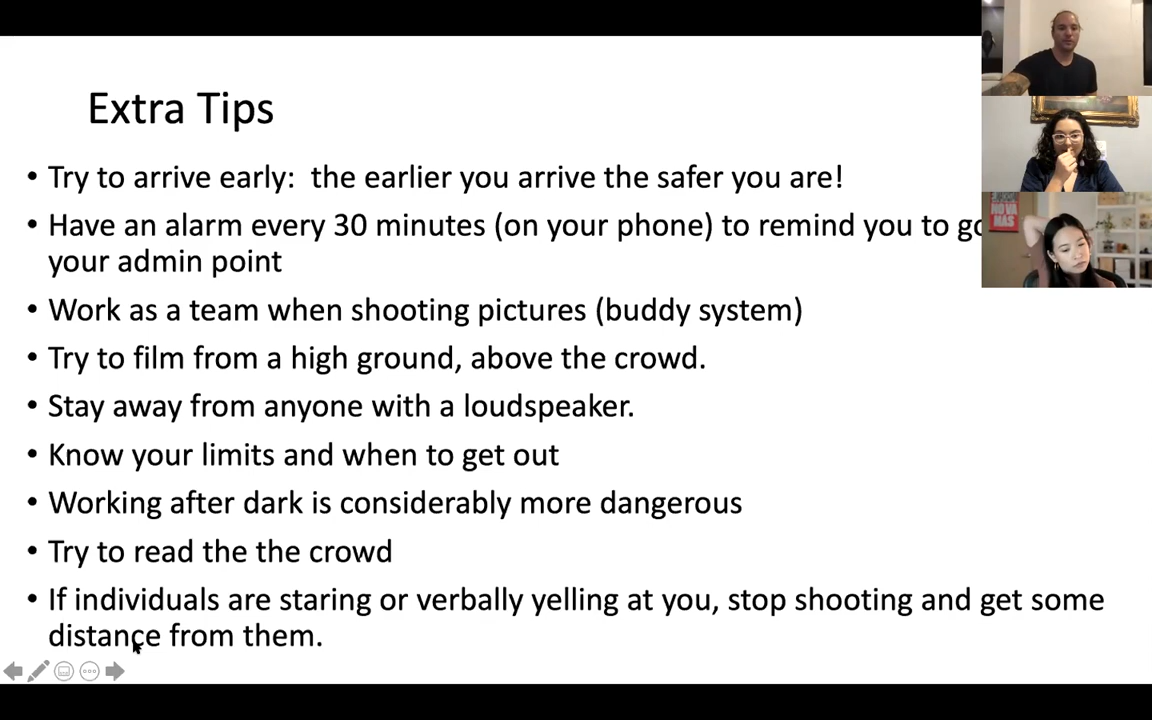 Extra Tips
• Try to arrive early:  the earlier you arrive the safer you are!
• Have an alarm every 30 minutes (on your phone) to remind you to go
your admin point
• Work as a team when shooting pictures (buddy system)
• Try to film from a high ground, above the crowd.
• Stay away from anyone with a loudspeaker.
• Know your limits and when to get out
• Working after dark is considerably more dangerous
• Try to read the the crowd
• If individuals are staring or verbally yelling at you, stop shooting and get some
distance from them.